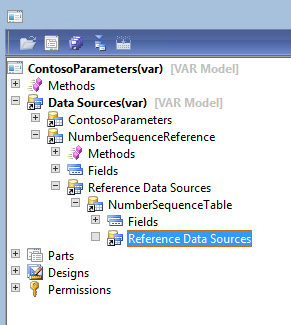 ContosoParameters(var) [VAR Model]
Methods
Data Sources(var) [VAR Model]
ContosoParameters
NumberSequenceReference
Methods
Fields
Reference Data Sources
NumberSequenceTable
Fields
Reference Data Sources
Parts
Designs
Permissions